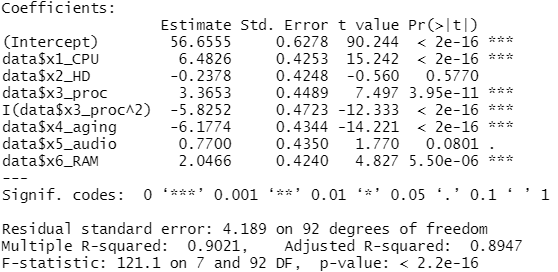 Coefficients:
Estimate Std. Error t value Pr(>|t|)
(Intercept) 56.6555 0.6278 90.244 < 2e-16 ***
data$x1_CPU 6.4826 0.4253 15.242 < 2e-16 ***
data$x2_HD -0.2378 0.4248 -0.560 0.5770
data$x3_proc 3.3653 0.4489 7.497 3.95e-11 ***
I(data$x3_proc^2) -5.8252 0.4723 -12.333 < 2e-16 ***
data$x4_aging -6.1774 0.4344 -14.221 < 2e-16 ***
data$x5_audio 0.7700 0.4350 1.770 0.0801 .
data$x6_RAM 2.0466 0.4240 4.827 5.50e-06 ***
---
Signif. codes: 0 ‘***’ 0.001 ‘**’ 0.01 ‘*’ 0.05 ‘.’ 0.1 ‘ ’ 1
Residual standard error: 4.189 on 92 degrees of freedom
Multiple R-squared: 0.9021, Adjusted R-squared: 0.8947
F-statistic: 121.1 on 7 and 92 DF, p-value: < 2.2e-16